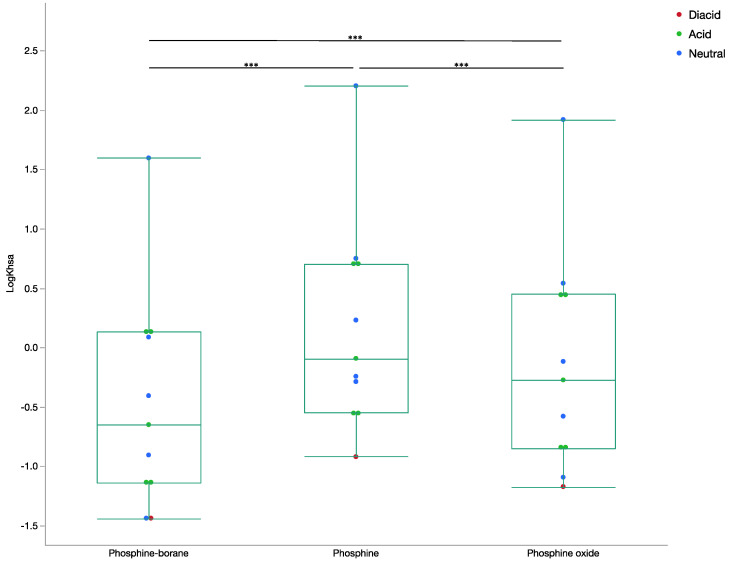 Diacid
Acid
Neutral
***
***
***
2.5
2.0
1.5
1.0
0.5
0.0
-0.5
-1.0
-1.5
LogKhsa
Phosphine-borane
Phosphine
Phosphine oxide